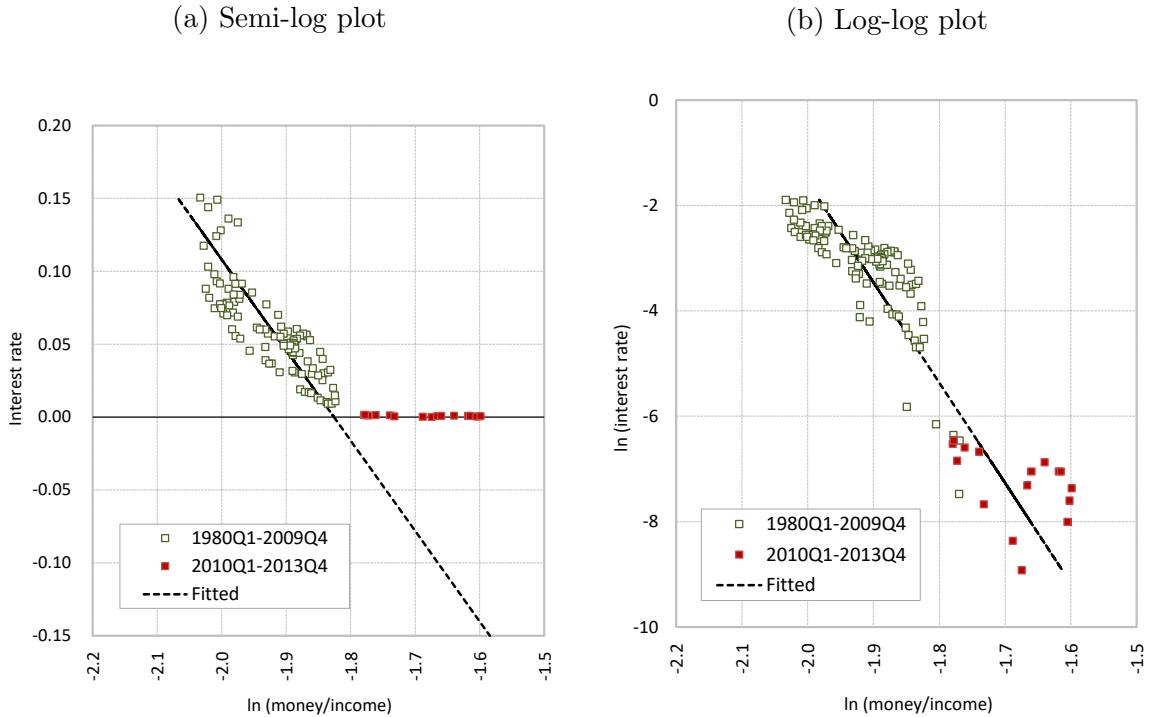 (a) Semi-log plot
0.20
0.15
0.10
0.05
0.00
-0.05
-0.10
-0.15
Interest rate
1980Q1-2009Q4
2010Q1-2013Q4
Fitted
-2.2
-2.1
-2.0
-1.9
-1.8
-1.7
-1.6
-1.5
ln (money/income)
(b) Log-log plot
0
-2
-4
-6
-8
-10
ln (interest rate)
1980Q1-2009Q4
2010Q1-2013Q4
Fitted
-2.2
-2.1
-2.0
-1.9
-1.8
-1.7
-1.6
-1.5
ln (money/income)